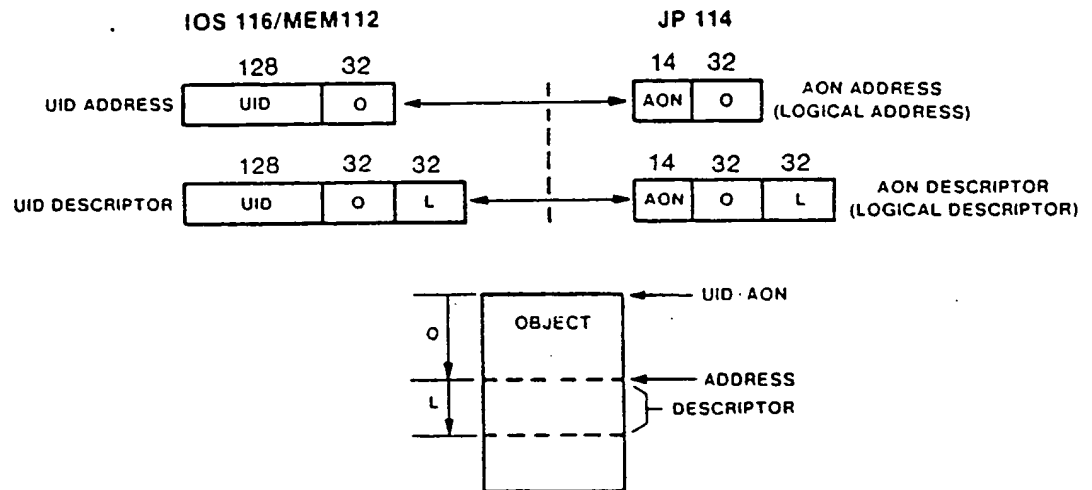 IOS 116/MEM112
JP 114
128 32
14 32
UID ADDRESS UID O
AON O AON ADDRESS
(LOGICAL ADDRESS)
128 32 32
14 32 32
UID DESCRIPTOR UID O L
AON O L AON DESCRIPTOR
(LOGICAL DESCRIPTOR)
UID·AON
OBJECT
O
ADDRESS
L
DESCRIPTOR